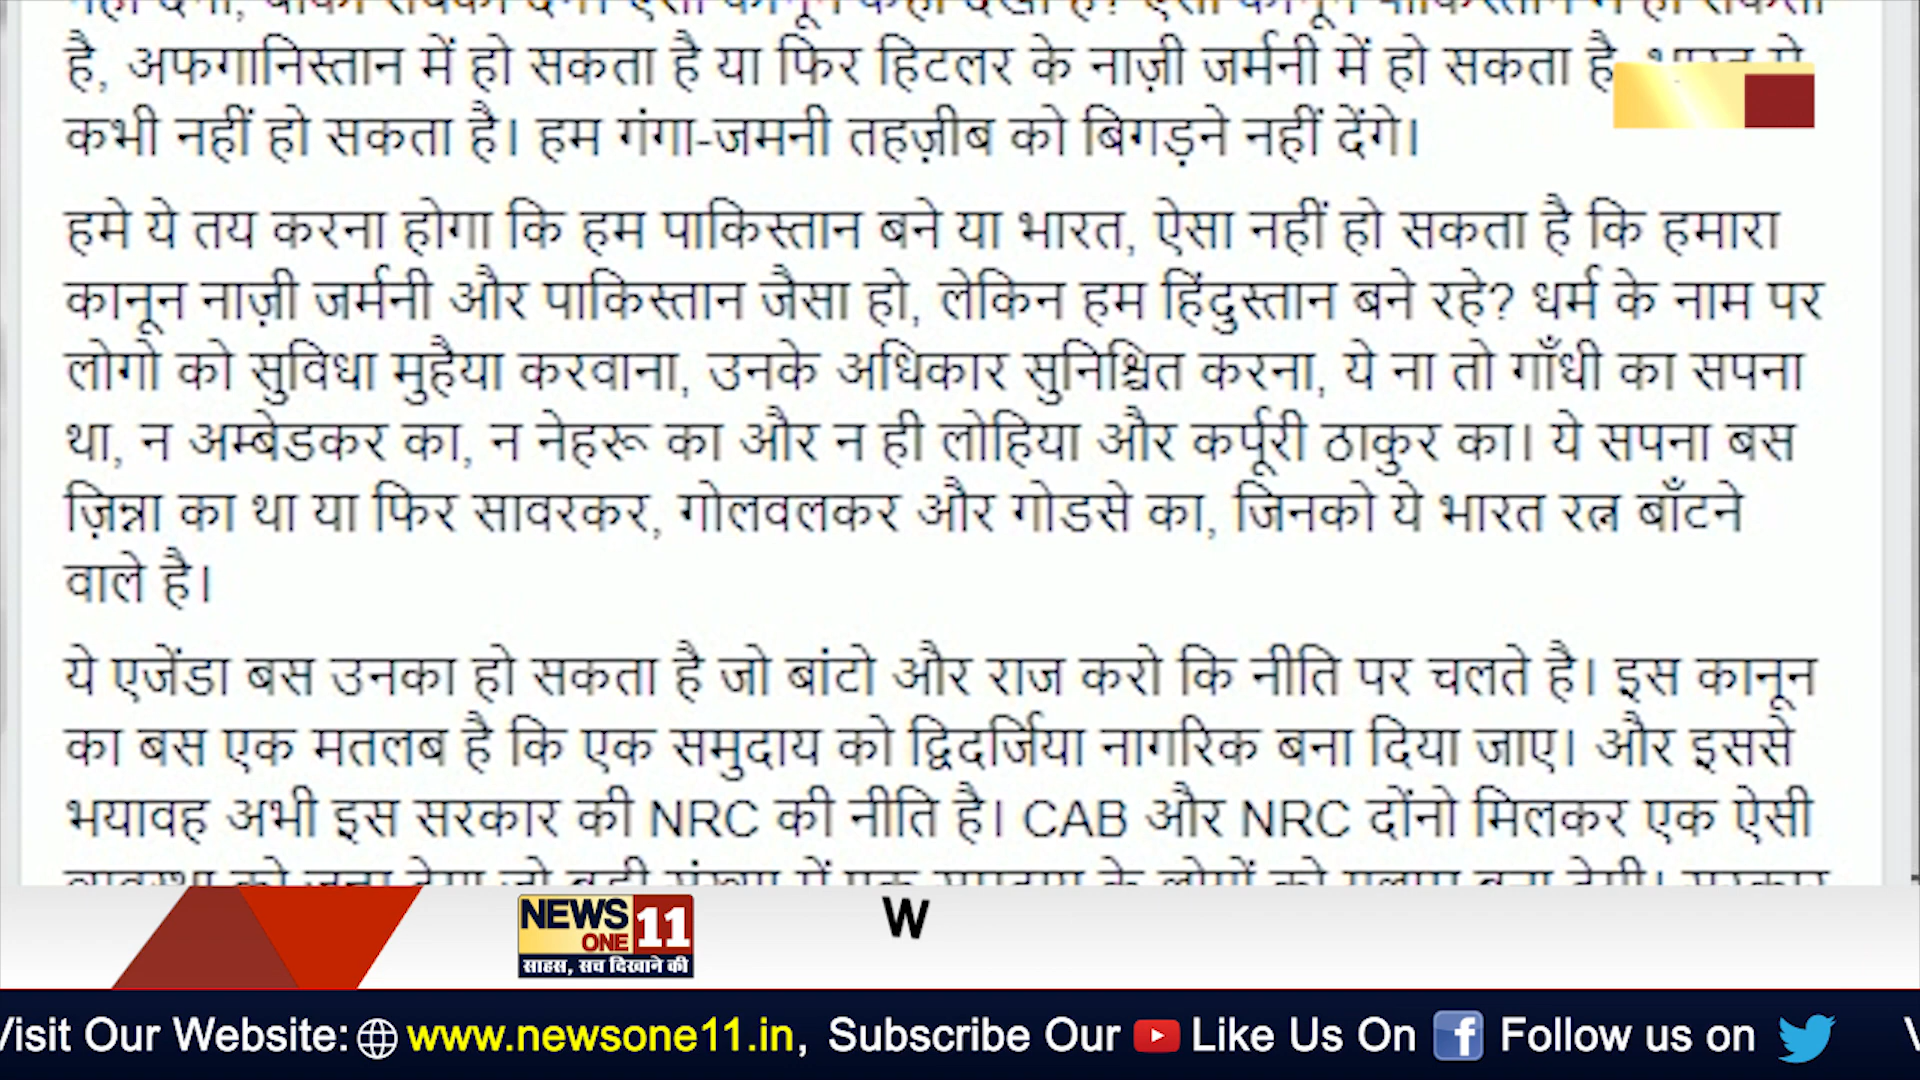 है, अफगानिस्तान में हो सकता है या फिर हिटलर के नाज़ी जर्मनी में हो सकता है
कभी नहीं हो सकता है। हम गंगा-जमनी तहज़ीब को बिगड़ने नहीं देंगे।
हमे ये तय करना होगा कि हम पाकिस्तान बने या भारत, ऐसा नहीं हो सकता है कि हमारा
कानून नाज़ी जर्मनी और पाकिस्तान जैसा हो, लेकिन हम हिंदुस्तान बने रहे? धर्म के नाम पर
लोगों को सुविधा मुहैया करवाना, उनके अधिकार सुनिश्चित करना, ये ना तो गाँधी का सपना
था, न अम्बेडकर का, न नेहरू का और न ही लोहिया और कर्पूरी ठाकुर का। ये सपना बस
ज़िन्ना का था या फिर सावरकर, गोलवलकर और गोडसे का, जिनको ये भारत रत्न बाँटने
वाले है।
ये एजेंडा बस उनका हो सकता है जो बांटो और राज करो कि नीति पर चलते है। इस कानून
का बस एक मतलब है कि एक समुदाय को द्विदर्जिया नागरिक बना दिया जाए। और इससे
भयावह अभी इस सरकार की NRC की नीति है। CAB और NRC दोंनो मिलकर एक ऐसी
NEWS
ONE 11
साहस, सच दिखाने की
W
Visit Our Website: www.newsone11.in, Subscribe Our Like Us On Follow us on